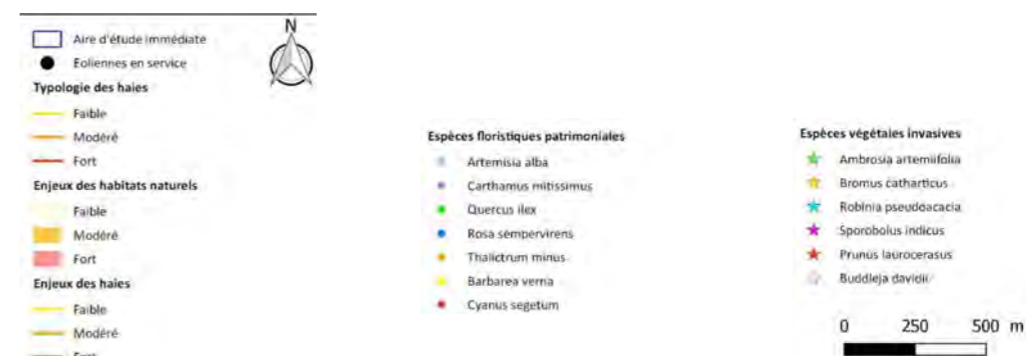 N
Aire d'étude immédiate
Eoliennes en service
Typologie des haies
Faible
Modéré
Fort
Enjeux des habitats naturels
Faible
Modéré
Fort
Enjeux des haies
Faible
Modéré
Fort
Espèces floristiques patrimoniales
Artemisia alba
Carthamus mitissimus
Quercus ilex
Rosa sempervirens
Thalictrum minus
Barbarea verna
Cyanus segetum
Espèces végétales invasives
Ambrosia artemiifolia
Bromus catharticus
Robinia pseudoacacia
Sporobolus indicus
Prunus laurocerasus
Buddleja davidii
0 250 500 m